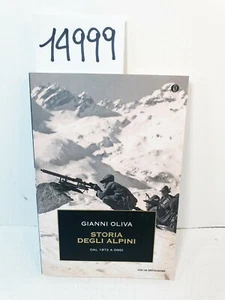 14999
GIANNI OLIVA
STORIA
DEGLI ALPINI
DAL 1872 A OGGI